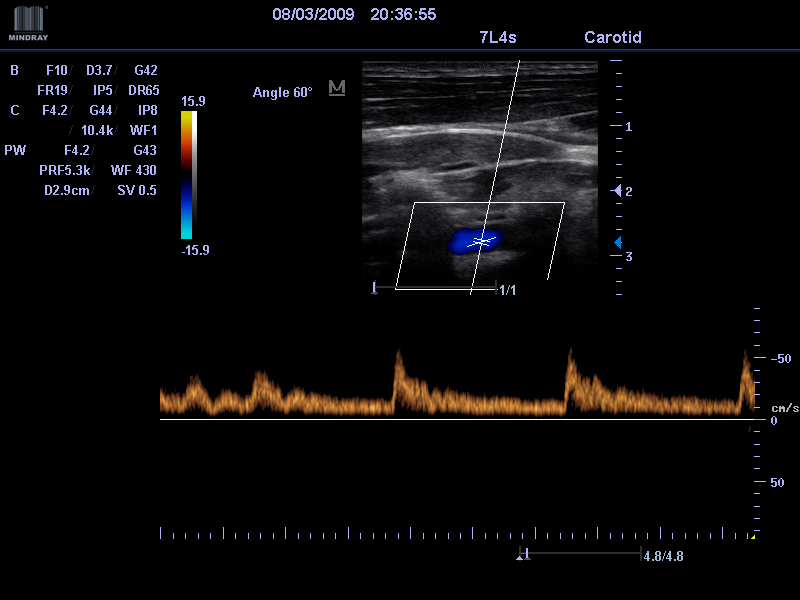 MINDRAY
08/03/2009 20:36:55
7L4s Carotid
B F10/ D3.7/ G42
FR19/ IP5/ DR65
C F4.2/ G44/ IP8
/ 10.4k/ WF1
PW F4.2/ G43
PRF5.3k/ WF 430
D2.9cm/ SV 0.5
15.9
-15.9
Angle 60°
M
1
2
3
1/1
-50
cm/s
0
50
4.8/4.8